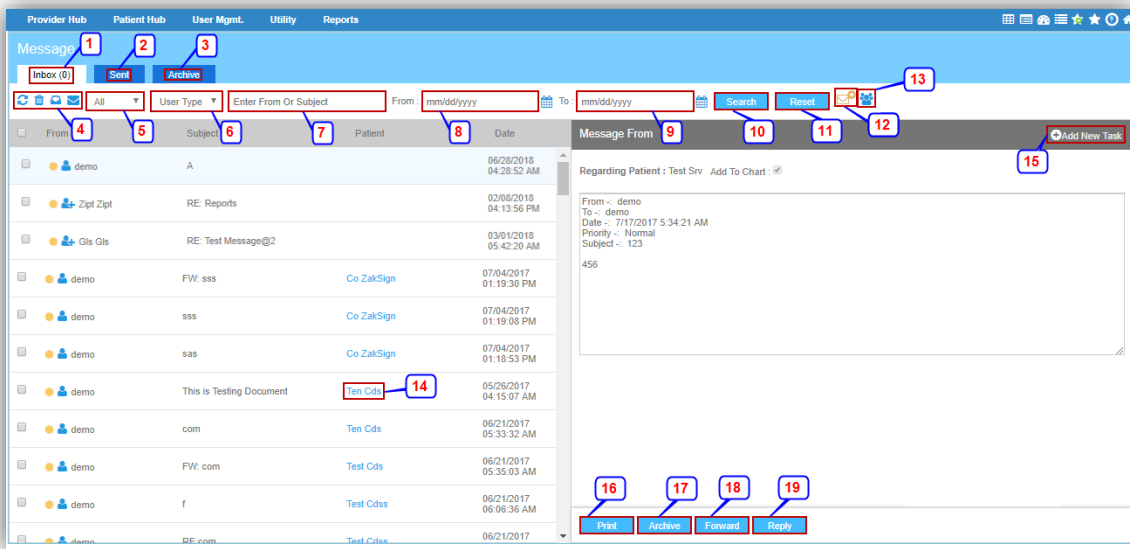 Provider Hub Patient Hub User Mgmt. Utility Reports
Message
1 2 3
Inbox (0) Sent Archive
13
All User Type Enter From Or Subject From : mm/dd/yyyy To : mm/dd/yyyy Search Reset
4 5 6 7 8 9 10 11 12
From Subject Patient Date
Message From Add New Task
15
demo A 06/28/2018
04:28:52 AM
Zipt Zipt RE: Reports 02/08/2018
04:13:56 PM
Gls Gls RE: Test Message@2 03/01/2018
05:42:20 AM
demo FW: sss Co ZakSign 07/04/2017
01:19:30 PM
demo sss Co ZakSign 07/04/2017
01:19:08 PM
demo sas Co ZakSign 07/04/2017
01:18:53 PM
demo This is Testing Document Ten Cds 14 05/26/2017
04:15:07 AM
demo com Ten Cds 06/21/2017
05:33:32 AM
demo FW: com Test Cds 06/21/2017
05:35:03 AM
demo f Test Cdss 06/21/2017
06:06:36 AM
demo RE:com Test Cdss 06/21/2017
Regarding Patient : Test Srv Add To Chart :
From -: demo
To -: demo
Date -: 7/17/2017 5:34:21 AM
Priority -: Normal
Subject -: 123
456
16 17 18 19
Print Archive Forward Reply